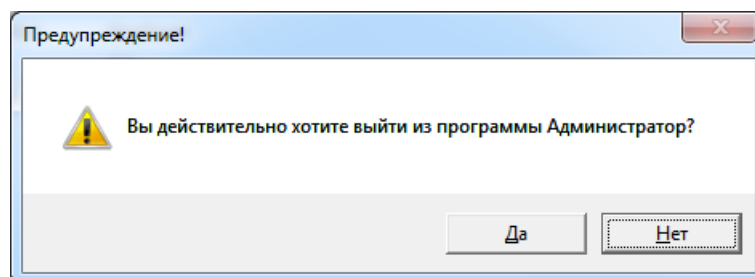 Предупреждение!
Вы действительно хотите выйти из программы Администратор?
Да
Нет